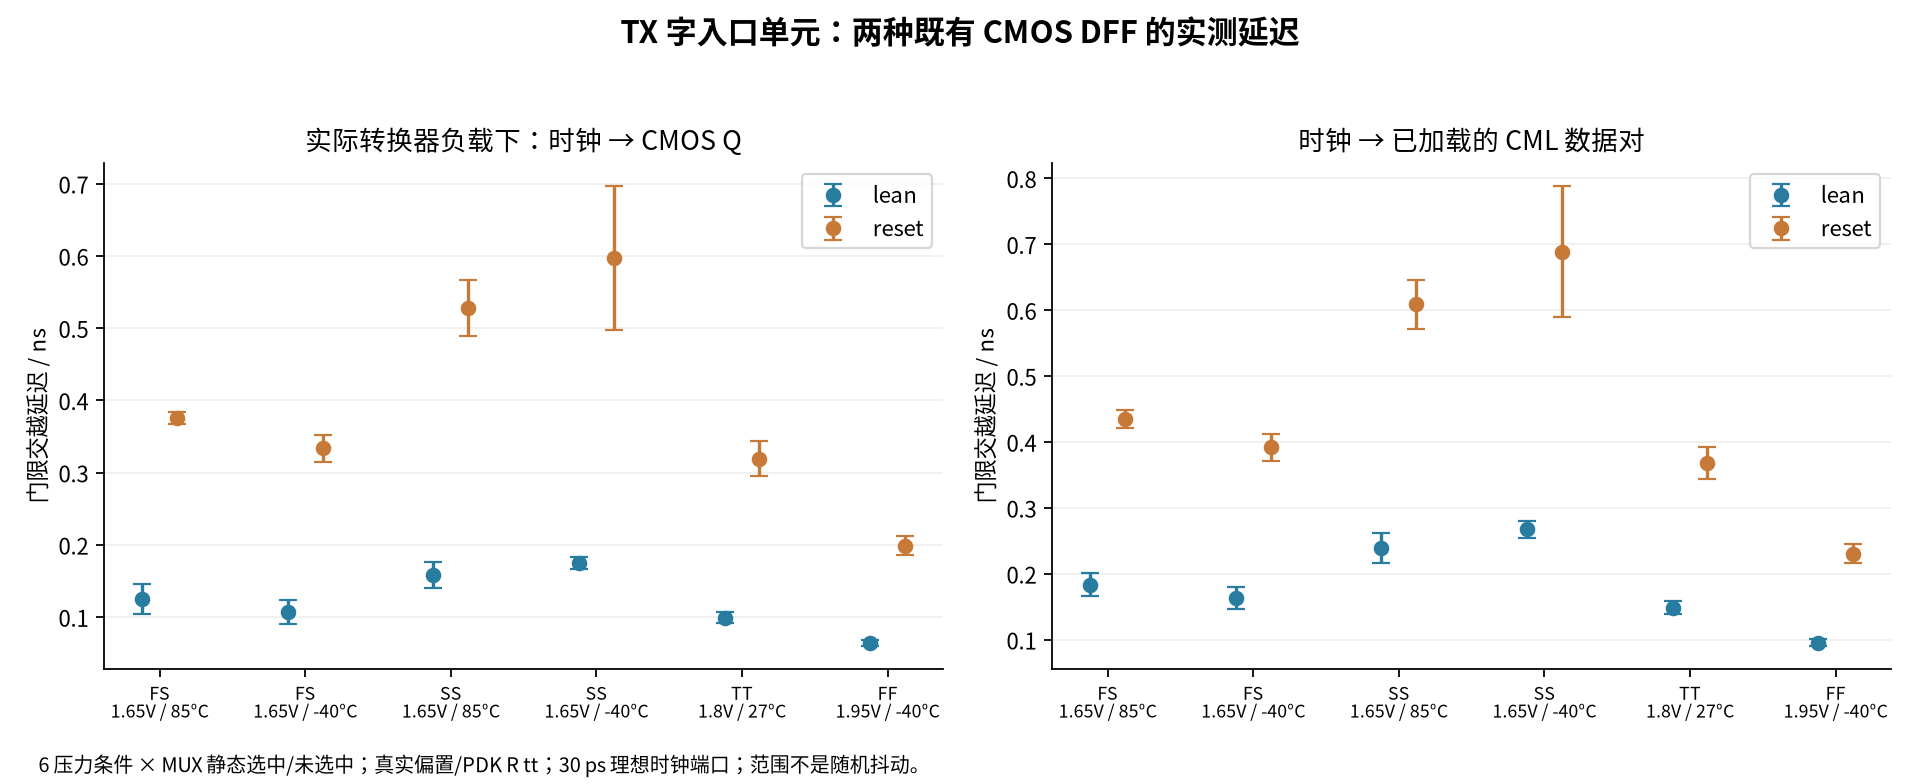 TX 字入口单元：两种既有 CMOS DFF 的实测延迟
实际转换器负载下：时钟 → CMOS Q
门限交越延迟 / ns
0.7
0.6
0.5
0.4
0.3
0.2
0.1
lean
reset
FS
1.65V / 85°C
FS
1.65V / -40°C
SS
1.65V / 85°C
SS
1.65V / -40°C
TT
1.8V / 27°C
FF
1.95V / -40°C
时钟 → 已加载的 CML 数据对
门限交越延迟 / ns
0.8
0.7
0.6
0.5
0.4
0.3
0.2
0.1
lean
reset
FS
1.65V / 85°C
FS
1.65V / -40°C
SS
1.65V / 85°C
SS
1.65V / -40°C
TT
1.8V / 27°C
FF
1.95V / -40°C
6 压力条件 × MUX 静态选中/未选中；真实偏置/PDK R tt；30 ps 理想时钟端口；范围不是随机抖动。